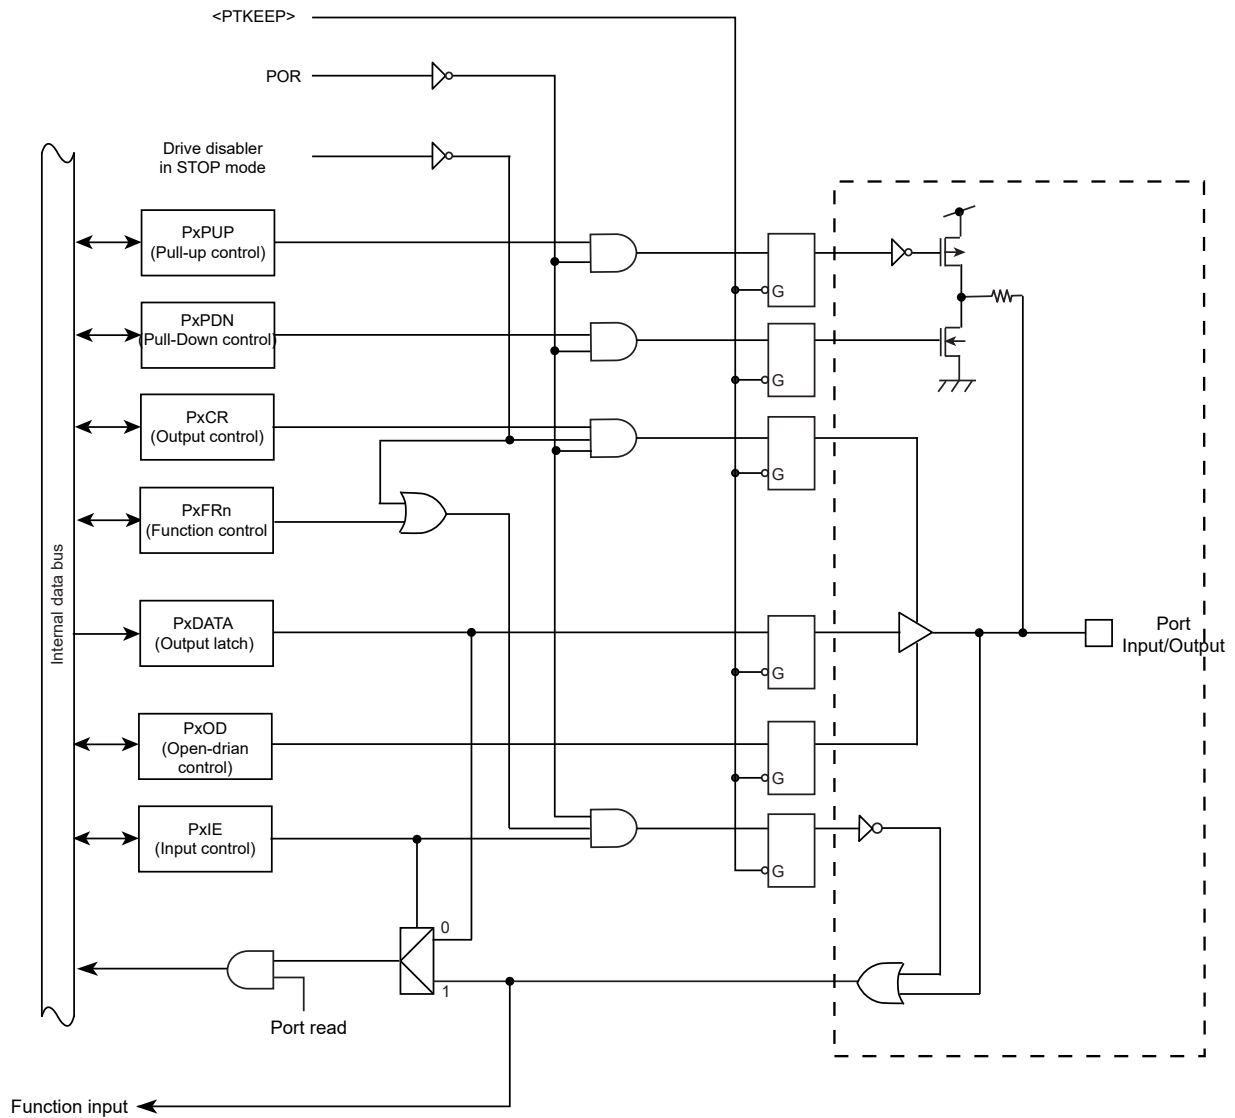 <PTKEEP>
POR
Drive disabler
in STOP mode
PxPUP
(Pull-up control)
G
PxPDN
(Pull-Down control)
G
PxCR
(Output control)
G
PxFRn
(Function control
Internal data bus
PxDATA
(Output latch)
G
Port
Input/Output
PxOD
(Open-drian
control)
G
PxIE
(Input control)
G
0
1
Port read
Function input